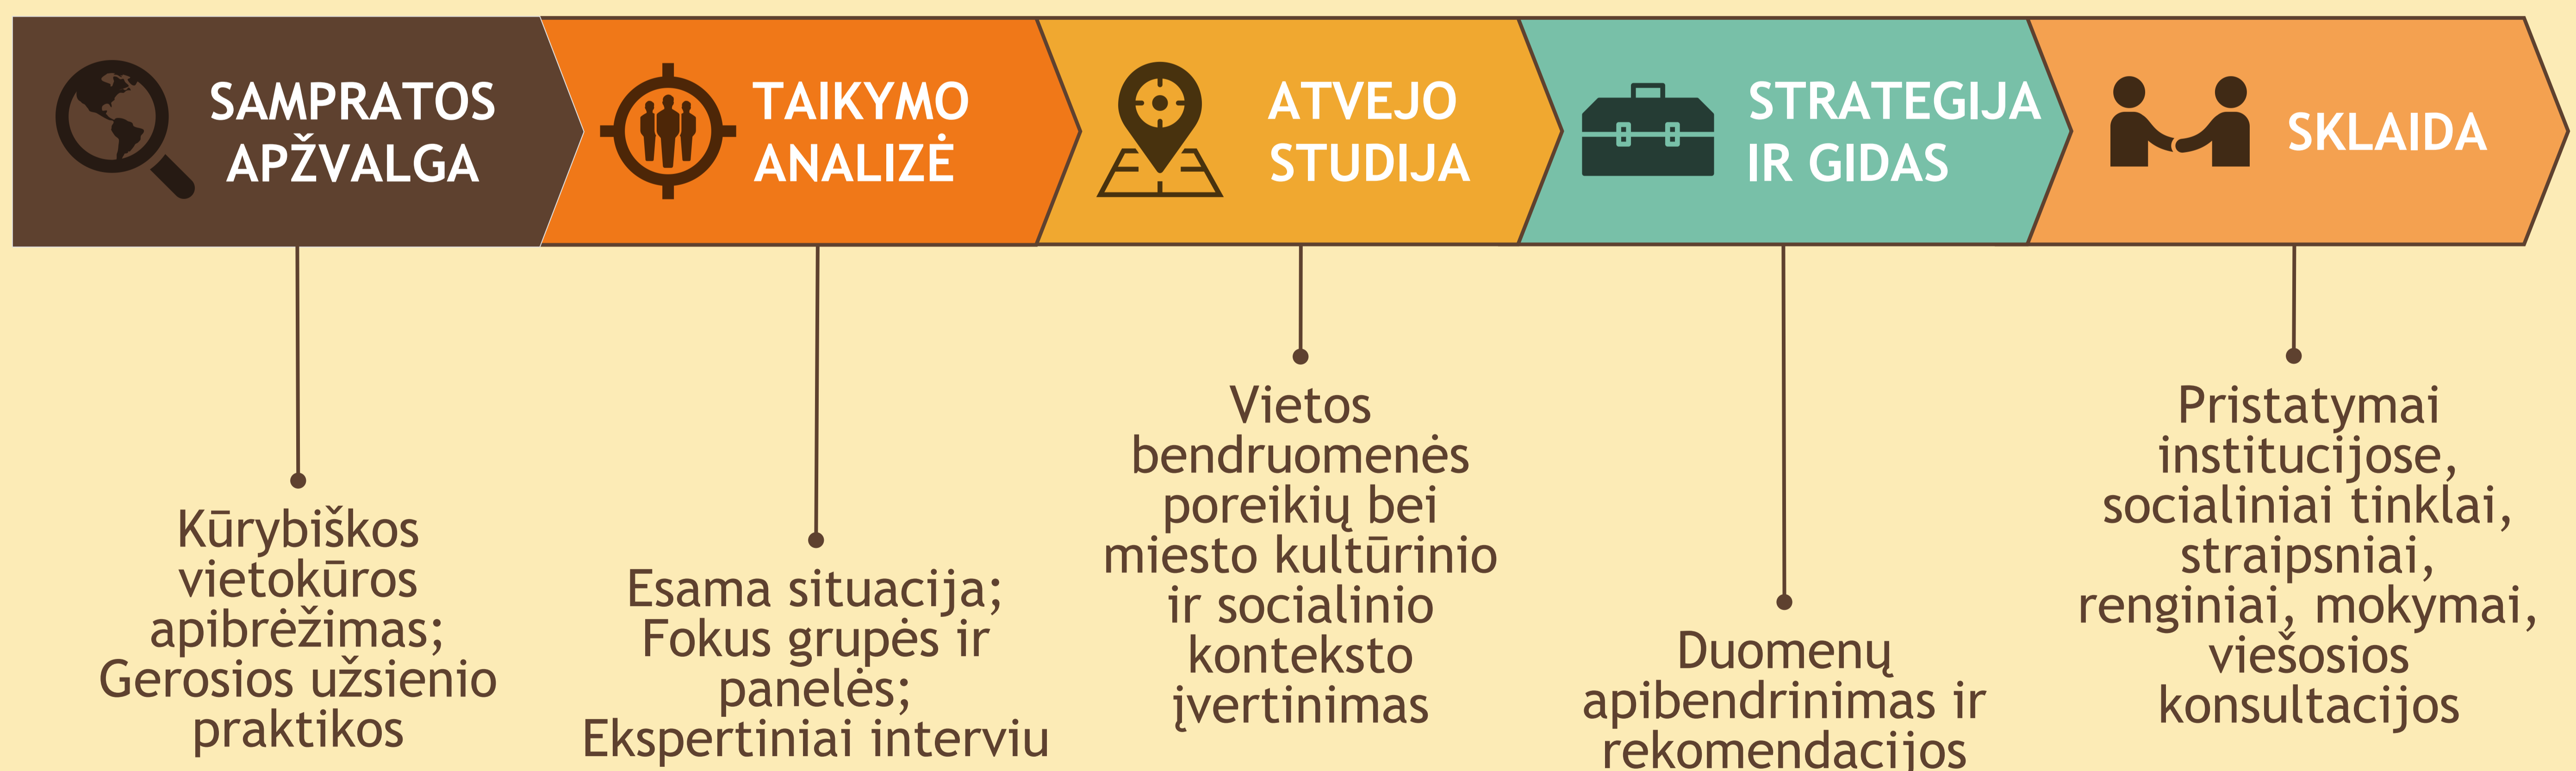 SAMPRATOS
APŽVALGA
TAIKYMO
ANALIZĖ
ATVEJO
STUDIJA
STRATEGIJA
IR GIDAS
SKLAIDA
Kūrybiškos
vietokūros
apibrėžimas;
Gerosios užsienio
praktikos
Esama situacija;
Fokus grupės ir
panelės;
Ekspertiniai interviu
Vietos
bendruomenės
poreikių bei
miesto kultūrinio
ir socialinio
konteksto
įvertinimas
Duomenų
apibendrinimas ir
rekomendacijos
Pristatymai
institucijose,
socialiniai tinklai,
straipsniai,
renginiai, mokymai,
viešosios
konsultacijos